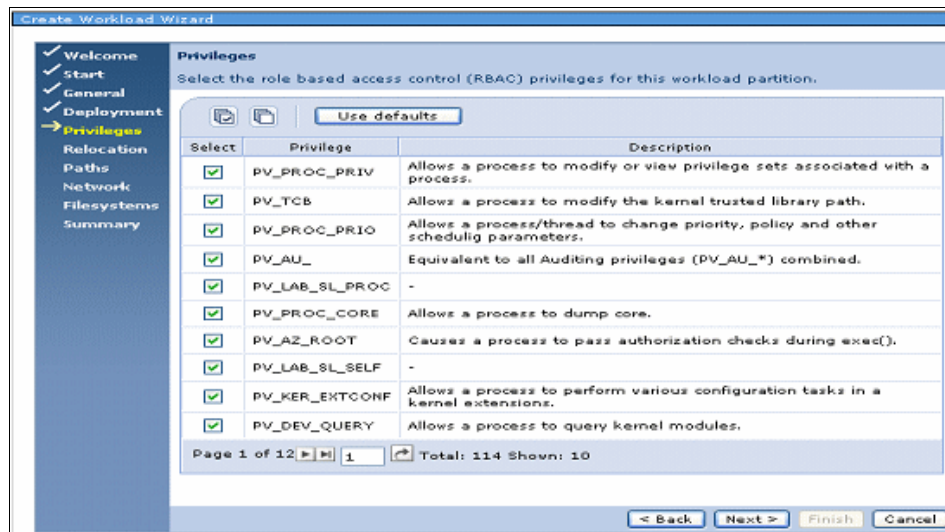 Create Workload Wizard
Welcome
Start
General
Deployment
Privileges
Relocation
Paths
Network
Filesystems
Summary
Privileges
Select the role based access control (RBAC) privileges for this workload partition.
Use defaults
Select Privilege Description
PV_PROC_PRIV Allows a process to modify or view privilege sets associated with a
process.
PV_TCB Allows a process to modify the kernel trusted library path.
PV_PROC_PRIO Allows a process/thread to change priority, policy and other
schedulig parameters.
PV_AU_ Equivalent to all Auditing privileges (PV_AU_*) combined.
PV_LAB_SL_PROC -
PV_PROC_CORE Allows a process to dump core.
PV_AZ_ROOT Causes a process to pass authorization checks during exec().
PV_LAB_SL_SELF -
PV_KER_EXTCONF Allows a process to perform various configuration tasks in a
kernel extensions.
PV_DEV_QUERY Allows a process to query kernel modules.
Page 1 of 12 1 Total: 114 Shown: 10
< Back Next > Finish Cancel